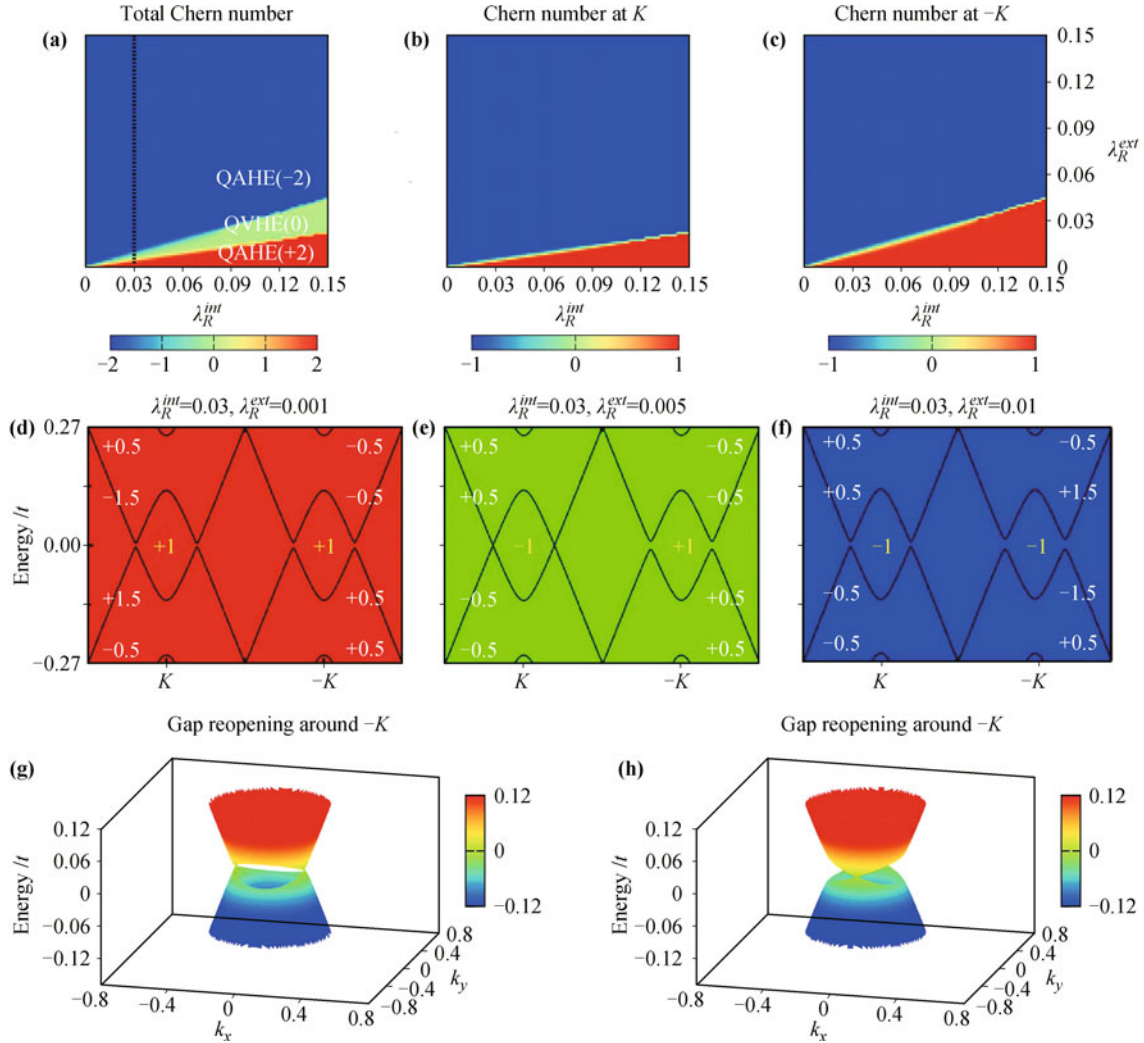 Total Chern number
Chern number at K
Chern number at −K
(a)
(b)
(c)
QAHE(−2)
QVHE(0)
QAHE(+2)
0.15
0.12
0.09
0.06
0.03
0
λ_R^ext
0 0.03 0.06 0.09 0.12 0.15
0 0.03 0.06 0.09 0.12 0.15
0 0.03 0.06 0.09 0.12 0.15
λ_R^int
λ_R^int
λ_R^int
−2 −1 0 1 2
−1 0 1
−1 0 1
λ_R^int=0.03, λ_R^ext=0.001
λ_R^int=0.03, λ_R^ext=0.005
λ_R^int=0.03, λ_R^ext=0.01
(d)
Energy /t
0.27
0.00
−0.27
+0.5 −0.5
−1.5 −0.5
+1 +1
+1.5 +0.5
−0.5 +0.5
K −K
(e)
+0.5 −0.5
+0.5 −0.5
−1 +1
−0.5 +0.5
−0.5 +0.5
K −K
(f)
+0.5 −0.5
+0.5 +1.5
−1 −1
−0.5 −1.5
−0.5 +0.5
K −K
Gap reopening around −K
(g)
Energy /t
0.12
0.06
0
−0.06
−0.12
−0.8 0 0.4 0.8
k_x
0.8
0.4
0
−0.4
−0.8
k_y
0.12
0
−0.12
Gap reopening around −K
(h)
Energy /t
0.12
0.06
0
−0.06
−0.12
−0.8 0 0.4 0.8
k_x
0.8
0.4
0
−0.4
−0.8
k_y
0.12
0
−0.12